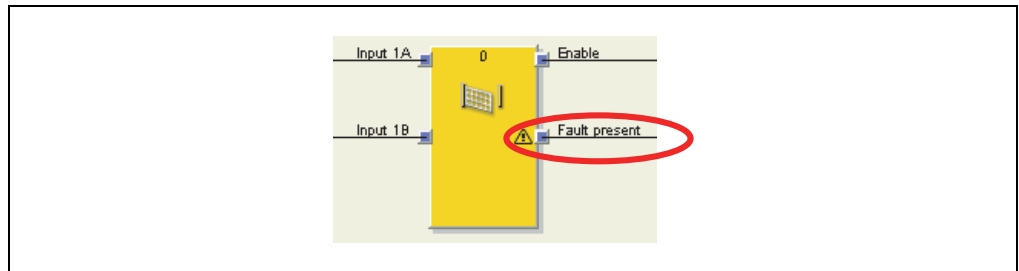 Input 1A
0
Enable
Input 1B
Fault present